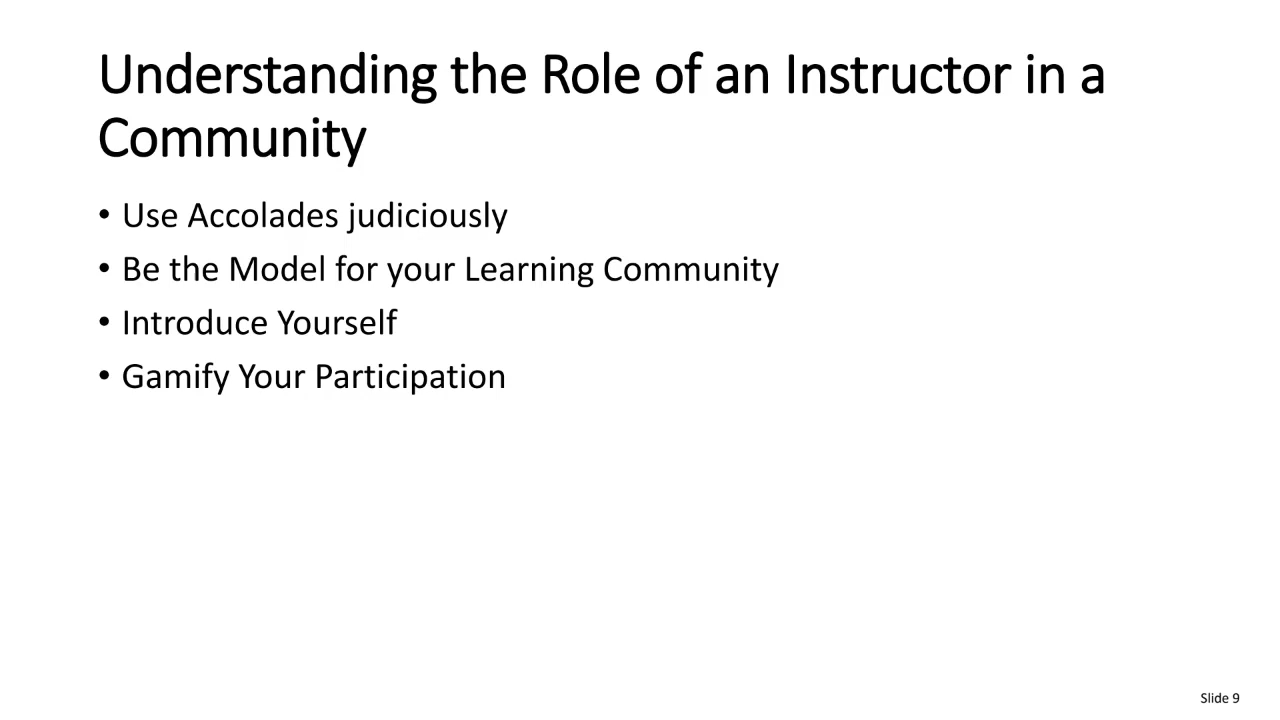 Understanding the Role of an Instructor in a
Community
• Use Accolades judiciously
• Be the Model for your Learning Community
• Introduce Yourself
• Gamify Your Participation
Slide 9